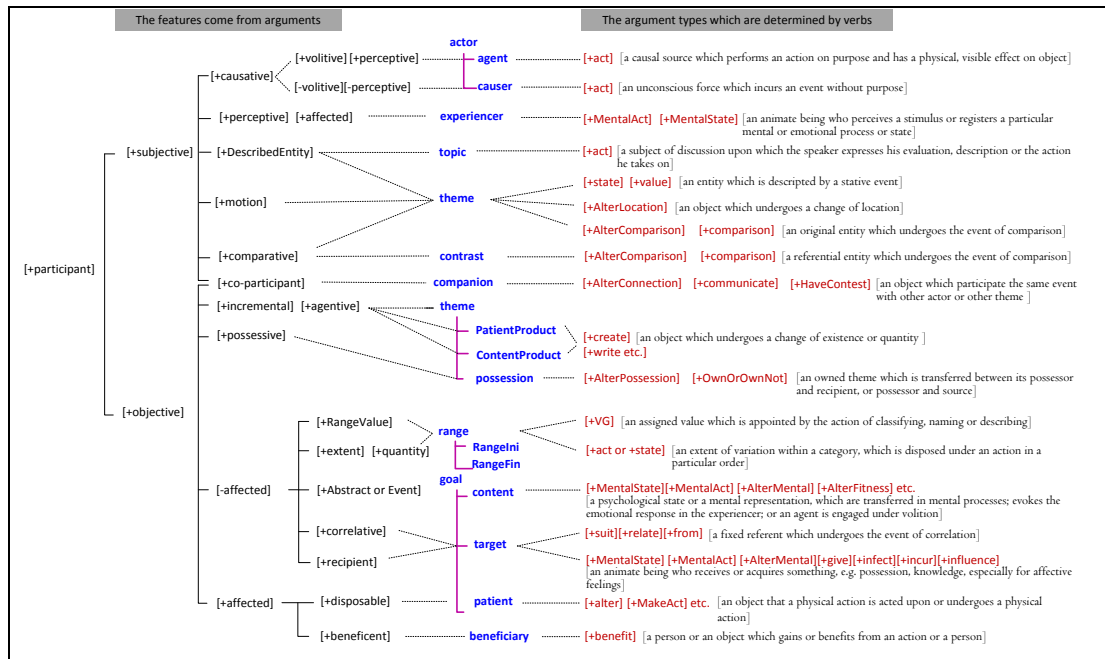 The features come from arguments
The argument types which are determined by verbs
actor
[+volitive] [+perceptive]
agent
[+act] [a causal source which performs an action on purpose and has a physical, visible effect on object]
[+causative]
[-volitive][-perceptive]
causer
[+act] [an unconscious force which incurs an event without purpose]
[+perceptive] [+affected]
experiencer
[+MentalAct] [+MentalState] [an animate being who perceives a stimulus or registers a particular
mental or emotional process or state]
[+subjective]
[+DescribedEntity]
topic
[+act] [a subject of discussion upon which the speaker expresses his evaluation, description or the action
he takes on]
[+state] [+value] [an entity which is descripted by a stative event]
[+motion]
theme
[+AlterLocation] [an object which undergoes a change of location]
[+AlterComparison] [+comparison] [an original entity which undergoes the event of comparison]
[+comparative]
contrast
[+AlterComparison] [+comparison] [a referential entity which undergoes the event of comparison]
[+participant]
[+co-participant]
companion
[+AlterConnection] [+communicate] [+HaveContest] [an object which participate the same event
with other actor or other theme ]
[+incremental] [+agentive]
theme
PatientProduct
[+create] [an object which undergoes a change of existence or quantity ]
[+possessive]
ContentProduct
[+write etc.]
possession
[+AlterPossession] [+OwnOrOwnNot] [an owned theme which is transferred between its possessor
and recipient, or possessor and source]
[+objective]
[+RangeValue]
range
[+VG] [an assigned value which is appointed by the action of classifying, naming or describing]
[+extent] [+quantity]
RangeIni
RangeFin
[+act or +state] [an extent of variation within a category, which is disposed under an action in a
particular order]
goal
[-affected]
[+Abstract or Event]
content
[+MentalState][+MentalAct] [+AlterMental] [+AlterFitness] etc.
[a psychological state or a mental representation, which are transferred in mental processes; evokes the
emotional response in the experiencer; or an agent is engaged under volition]
[+correlative]
[+suit][+relate][+from] [a fixed referent which undergoes the event of correlation]
target
[+recipient]
[+MentalState] [+MentalAct] [+AlterMental][+give][+infect][+incur][+influence]
[an animate being who receives or acquires something, e.g. possession, knowledge, especially for affective
feelings]
[+affected]
[+disposable]
patient
[+alter] [+MakeAct] etc. [an object that a physical action is acted upon or undergoes a physical
action]
[+beneficent]
beneficiary
[+benefit] [a person or an object which gains or benefits from an action or a person]